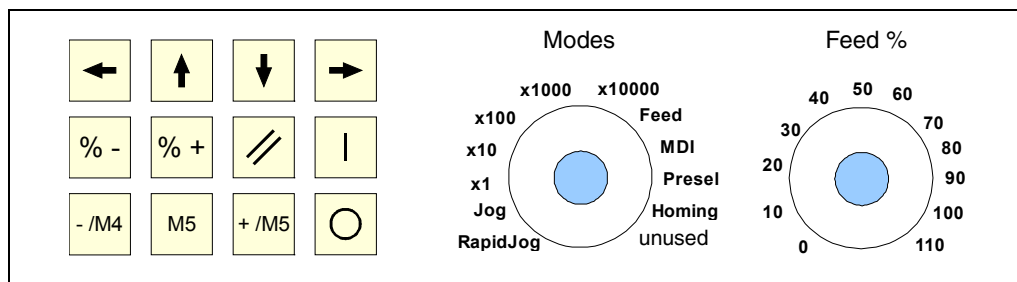 Modes
Feed %
% -
% +
- /M4
M5
+ /M5
RapidJog
Jog
x1
x10
x100
x1000
x10000
Feed
MDI
Presel
Homing
unused
0
10
20
30
40
50
60
70
80
90
100
110